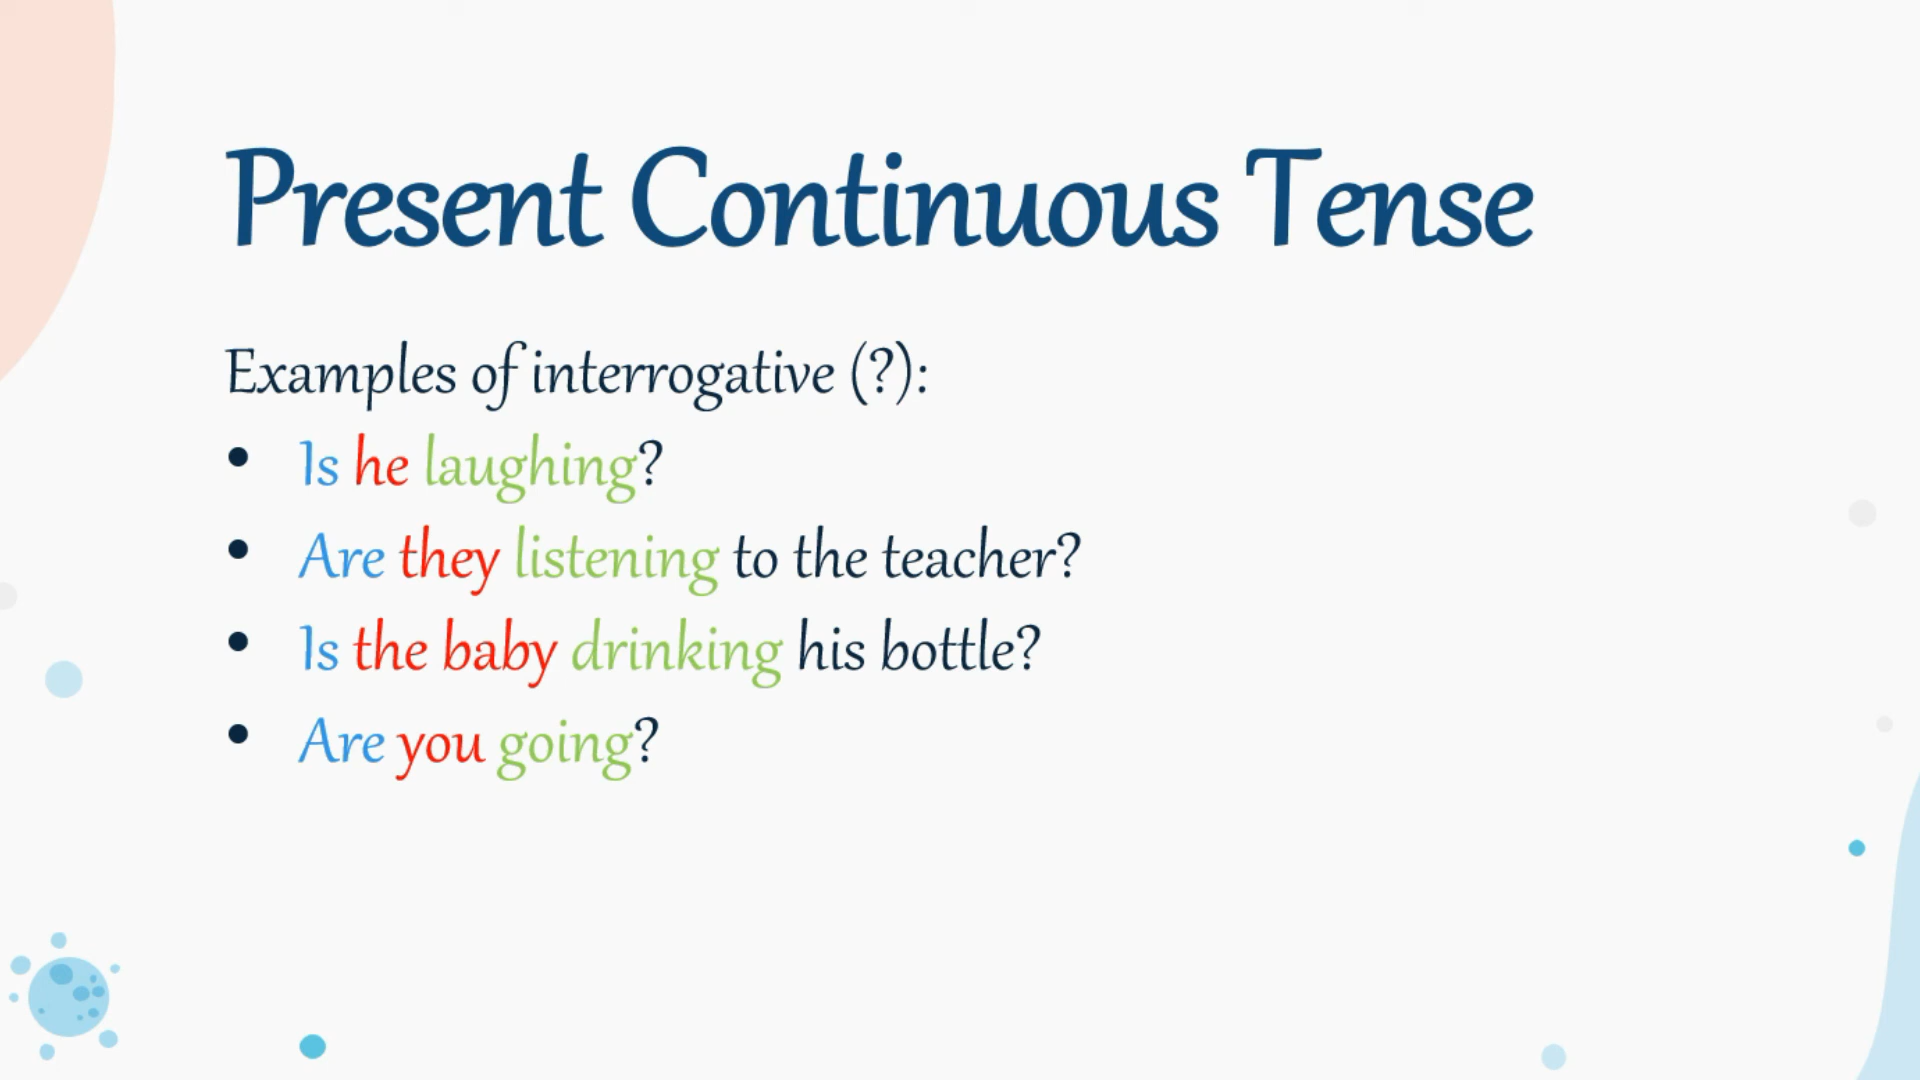 Present Continuous Tense
Examples of interrogative (?):
• Is he laughing?
• Are they listening to the teacher?
• Is the baby drinking his bottle?
• Are you going?